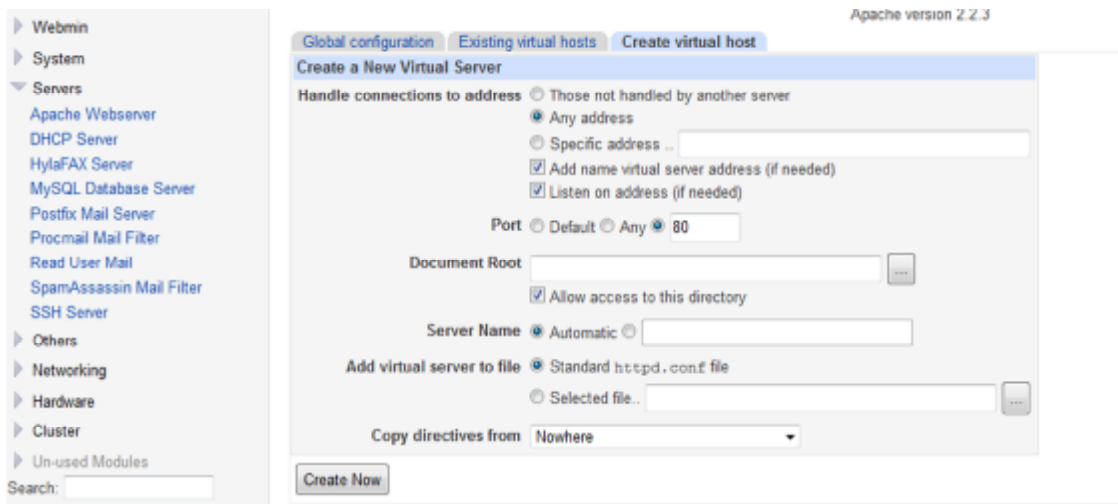 Webmin
System
Servers
Apache Webserver
DHCP Server
HylaFAX Server
MySQL Database Server
Postfix Mail Server
Procmail Mail Filter
Read User Mail
SpamAssassin Mail Filter
SSH Server
Others
Networking
Hardware
Cluster
Un-used Modules
Search:
Apache version 2.2.3
Global configuration Existing virtual hosts Create virtual host
Create a New Virtual Server
Handle connections to address Those not handled by another server
Any address
Specific address ..
Add name virtual server address (if needed)
Listen on address (if needed)
Port Default Any 80
Document Root ...
Allow access to this directory
Server Name Automatic
Add virtual server to file Standard httpd.conf file
Selected file.. ...
Copy directives from Nowhere
Create Now